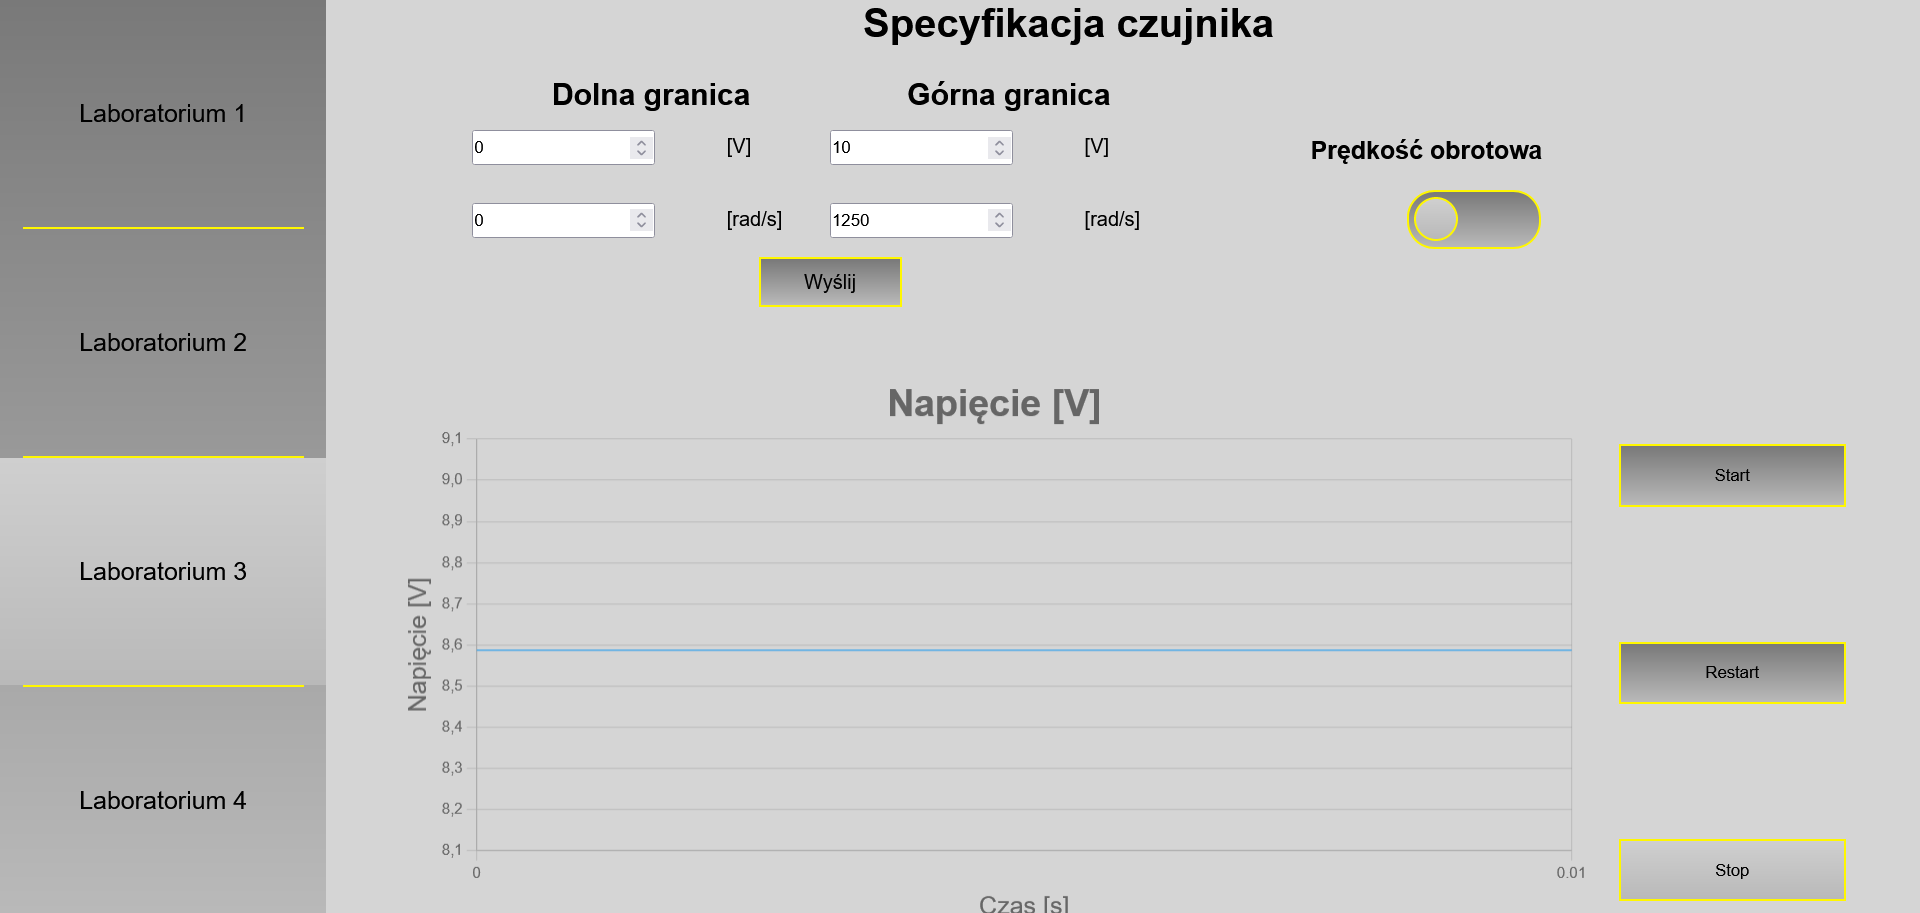 Laboratorium 1
Laboratorium 2
Laboratorium 3
Laboratorium 4
Specyfikacja czujnika
Dolna granica Górna granica
0 [V] 10 [V]
Prędkość obrotowa
0 [rad/s] 1250 [rad/s]
Wyślij
Napięcie [V]
Napięcie [V]
9,1
9,0
8,9
8,8
8,7
8,6
8,5
8,4
8,3
8,2
8,1
0 0.01
Czas [s]
Start
Restart
Stop